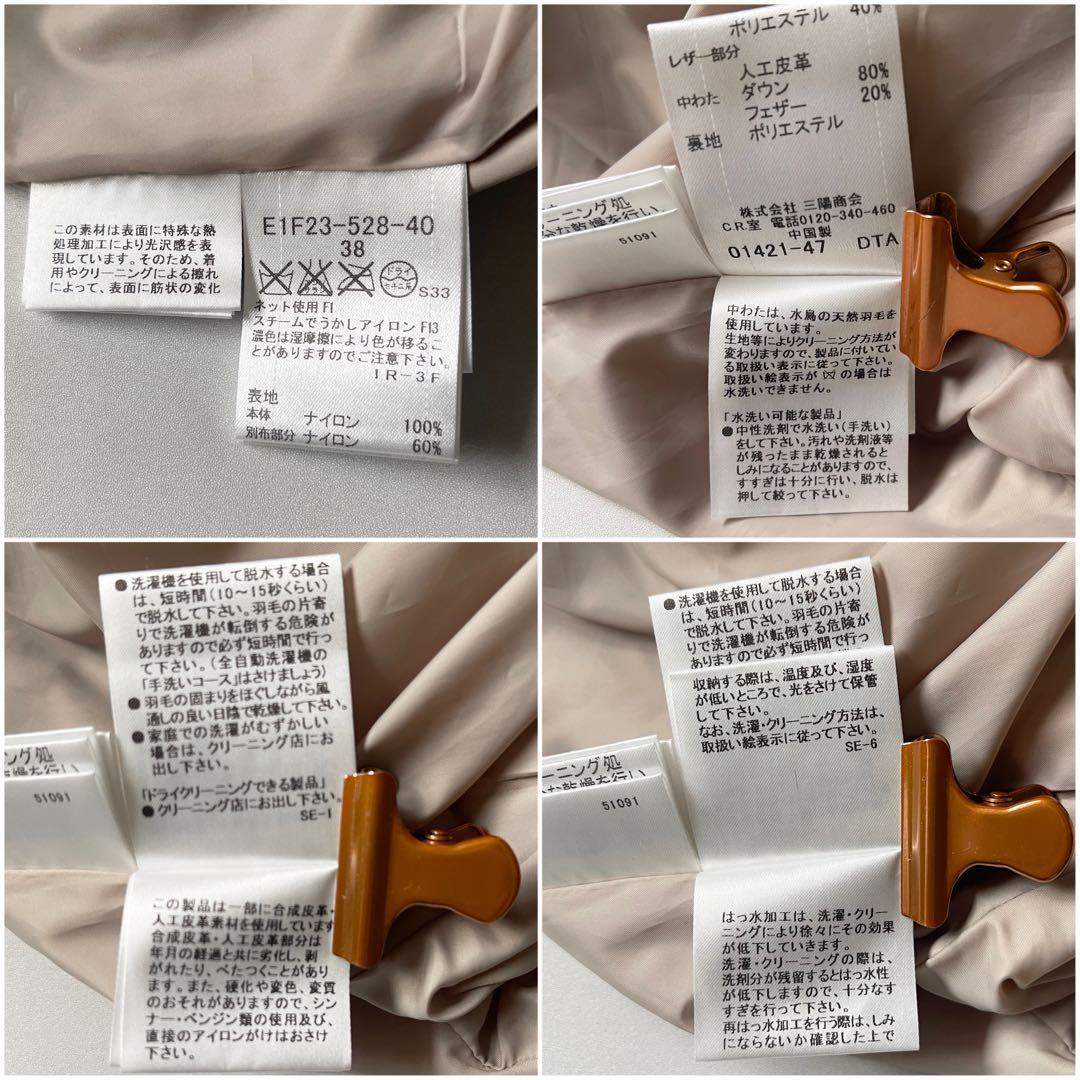 この素材は表面に特殊な熱
処理加工により光沢感を表
現しています。そのため、着
用やクリーニングによる擦れ
によって、表面に筋状の変化
E1F23-528-40
38
ドライ
セキユ系
S33
ネット使用 F1
スチームでうかしアイロン F13
濃色は湿摩擦により色が移るこ
とがありますのでご注意下さい。
IR-3F
表地
本体 ナイロン 100%
別布部分 ナイロン 60%
ポリエステル 40%
レザー部分
人工皮革
中わた ダウン 80%
フェザー 20%
裏地 ポリエステル
株式会社 三陽商会
C.R.室 電話0120-340-460
中国製
01421-47 DTA
ーニング処
な乾燥を行い
51091
中わたは、水鳥の天然羽毛を
使用しています。
生地等によりクリーニング方法が
変わりますので、製品に付いてい
る取扱い表示に従って下さい。
取扱い絵表示が の場合は
水洗いできません。
「水洗い可能な製品」
●中性洗剤で水洗い(手洗い)
をして下さい。汚れや洗剤液等
が残ったまま乾燥されると
しみになることがありますので、
すすぎは十分に行い、脱水は
押して絞って下さい。
●洗濯機を使用して脱水する場合
は、短時間(10～15秒くらい)
で脱水して下さい。羽毛の片寄
りで洗濯機が転倒する危険が
ありますので必ず短時間で行っ
て下さい。(全自動洗濯機の
「手洗いコース」はさけましょう)
●羽毛の固まりをほぐしながら風
通しの良い日陰で乾燥して下さい。
●家庭での洗濯がむずかしい
場合は、クリーニング店にお
出し下さい。
「ドライクリーニングできる製品」
●クリーニング店にお出し下さい。
SE-1
ング処
乾燥を行い
51091
この製品は一部に合成皮革・
人工皮革素材を使用しています
合成皮革・人工皮革部分は
年月の経過と共に劣化し、剥
がれたり、べたつくことがあり
ます。また、硬化や変色、変質
のおそれがありますので、シン
ナー・ベンジン類の使用及び、
直接のアイロンがけはおさけ
下さい。
●洗濯機を使用して脱水する場合
は、短時間(10～15秒くらい)
で脱水して下さい。羽毛の片寄
りで洗濯機が転倒する危険が
ありますので必ず短時間で行っ
収納する際は、温度及び、湿度
が低いところで、光をさけて保管
して下さい。
なお、洗濯・クリーニング方法は、
取扱い絵表示に従って下さい。
SE-6
ーニング処
な乾燥を行い
51091
はっ水加工は、洗濯・クリー
ニングにより徐々にその効果
が低下していきます。
洗濯・クリーニングの際は、
洗剤分が残留するとはっ水性
が低下しますので、十分なす
すぎを行って下さい。
再はっ水加工を行う際は、しみ
にならないか確認した上で